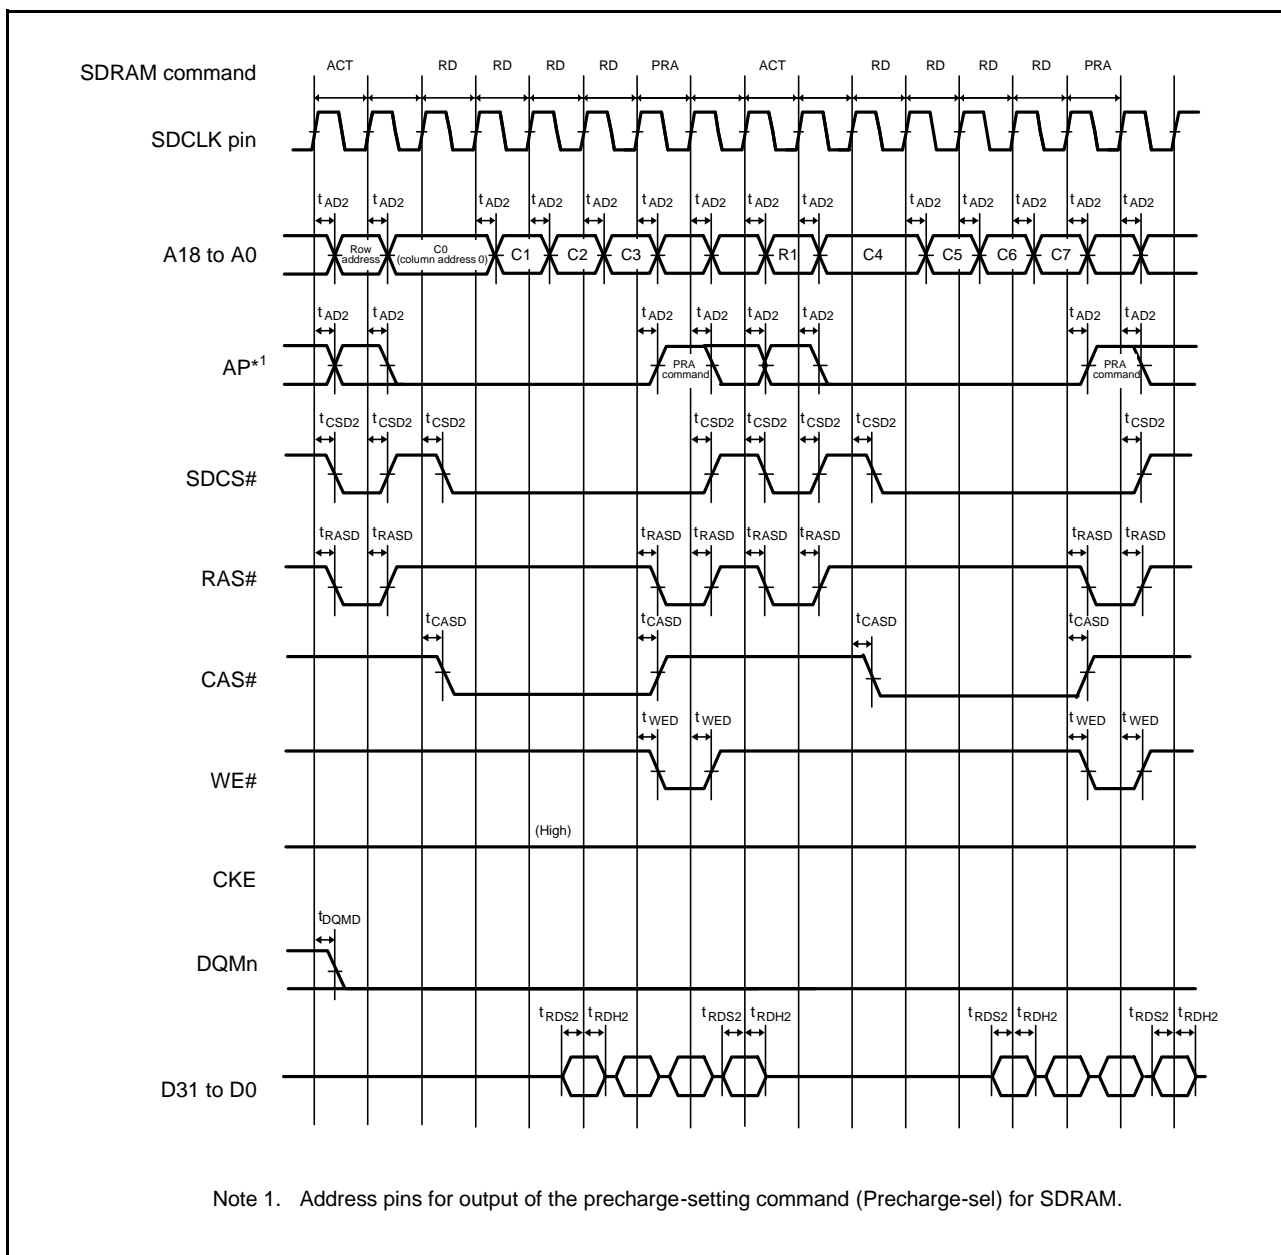 ACT RD RD RD RD PRA ACT RD RD RD RD PRA
SDRAM command
SDCLK pin
tAD2 tAD2 tAD2 tAD2 tAD2 tAD2 tAD2 tAD2 tAD2 tAD2 tAD2 tAD2 tAD2 tAD2
A18 to A0
Row address
C0 (column address 0)
C1 C2 C3 R1 C4 C5 C6 C7
tAD2 tAD2 tAD2 tAD2 tAD2 tAD2 tAD2 tAD2
AP*1
PRA command
PRA command
tCSD2 tCSD2 tCSD2 tCSD2 tCSD2 tCSD2 tCSD2 tCSD2
SDCS#
tRASD tRASD tRASD tRASD tRASD tRASD tRASD tRASD
RAS#
tCASD tCASD tCASD tCASD
CAS#
tWED tWED tWED tWED
WE#
(High)
CKE
tDQMD
DQMn
tRDS2 tRDH2 tRDS2 tRDH2 tRDS2 tRDH2 tRDS2 tRDH2
D31 to D0
Note 1. Address pins for output of the precharge-setting command (Precharge-sel) for SDRAM.